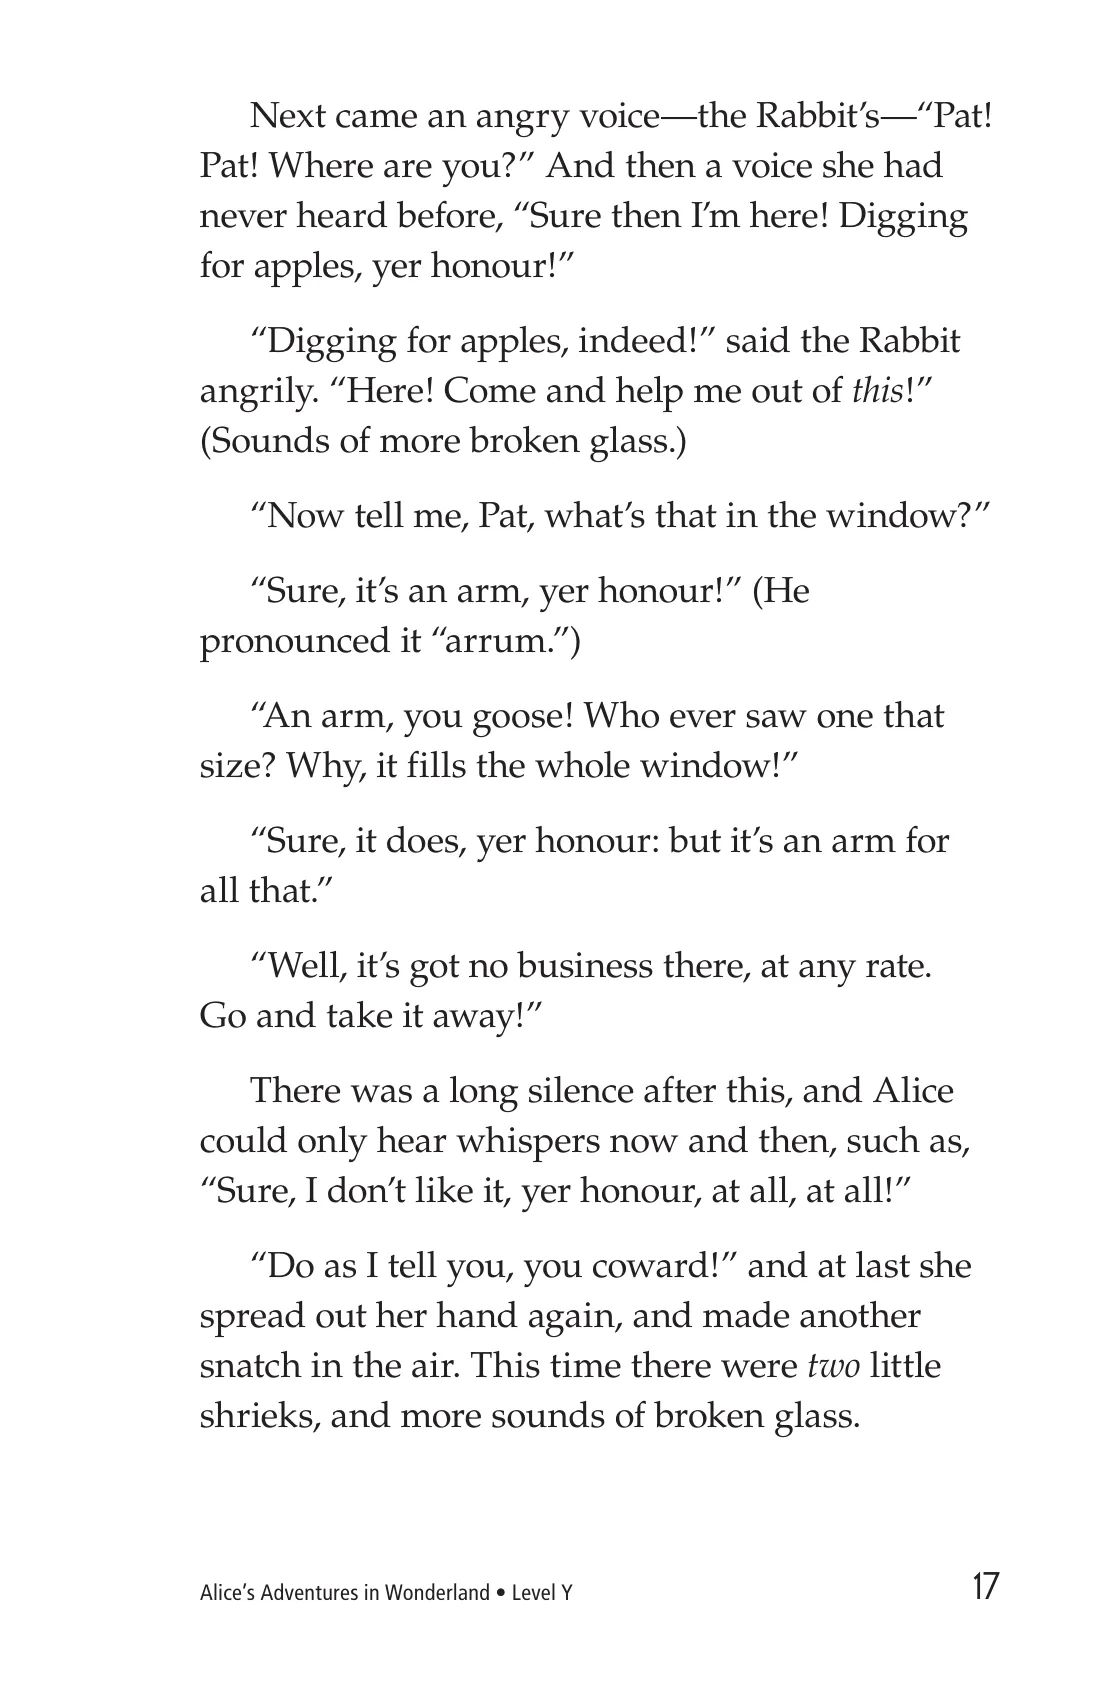 Next came an angry voice—the Rabbit’s—“Pat!
Pat! Where are you?” And then a voice she had
never heard before, “Sure then I’m here! Digging
for apples, yer honour!”
“Digging for apples, indeed!” said the Rabbit
angrily. “Here! Come and help me out of this!”
(Sounds of more broken glass.)
“Now tell me, Pat, what’s that in the window?”
“Sure, it’s an arm, yer honour!” (He
pronounced it “arrum.”)
“An arm, you goose! Who ever saw one that
size? Why, it fills the whole window!”
“Sure, it does, yer honour: but it’s an arm for
all that.”
“Well, it’s got no business there, at any rate.
Go and take it away!”
There was a long silence after this, and Alice
could only hear whispers now and then, such as,
“Sure, I don’t like it, yer honour, at all, at all!”
“Do as I tell you, you coward!” and at last she
spread out her hand again, and made another
snatch in the air. This time there were two little
shrieks, and more sounds of broken glass.
Alice’s Adventures in Wonderland • Level Y 17